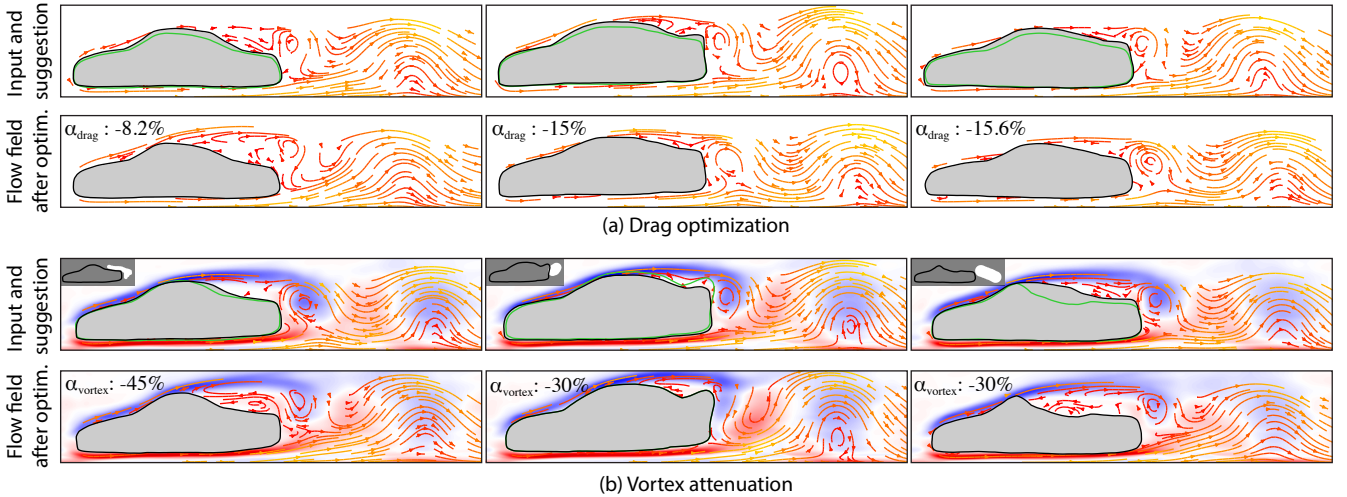 Input and
suggestion
Flow field
after optim.
αdrag : -8.2%
αdrag : -15%
αdrag : -15.6%
(a) Drag optimization
Input and
suggestion
Flow field
after optim.
αvortex: -45%
αvortex: -30%
αvortex: -30%
(b) Vortex attenuation